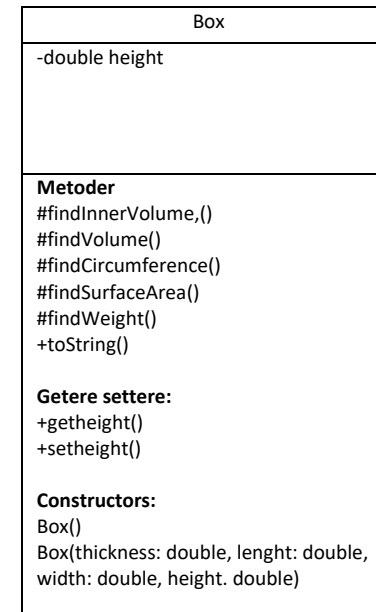 Box
-double height
Metoder
#findInnerVolume,()
#findVolume()
#findCircumference()
#findSurfaceArea()
#findWeight()
+toString()
Getere settere:
+getheight()
+setheight()
Constructors:
Box()
Box(thickness: double, lenght: double,
width: double, height. double)